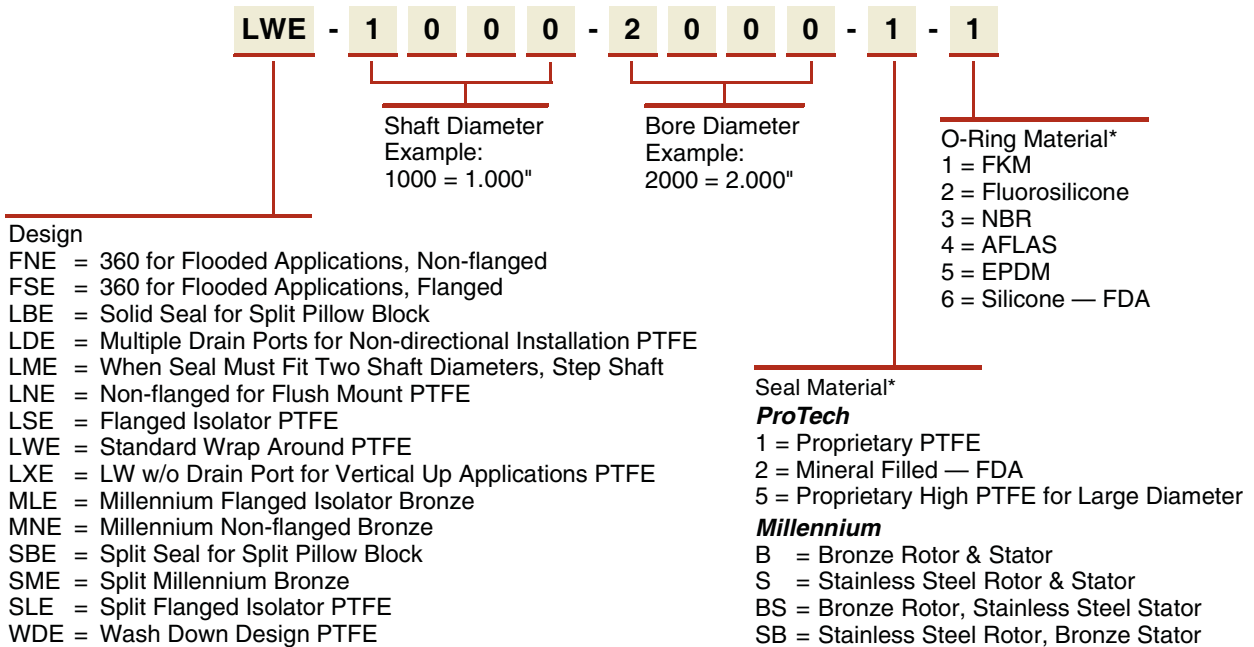 LWE - 1 0 0 0 - 2 0 0 0 - 1 - 1
Shaft Diameter
Example:
1000 = 1.000"
Bore Diameter
Example:
2000 = 2.000"
O-Ring Material*
1 = FKM
2 = Fluorosilicone
3 = NBR
4 = AFLAS
5 = EPDM
6 = Silicone — FDA
Design
FNE = 360 for Flooded Applications, Non-flanged
FSE = 360 for Flooded Applications, Flanged
LBE = Solid Seal for Split Pillow Block
LDE = Multiple Drain Ports for Non-directional Installation PTFE
LME = When Seal Must Fit Two Shaft Diameters, Step Shaft
LNE = Non-flanged for Flush Mount PTFE
LSE = Flanged Isolator PTFE
LWE = Standard Wrap Around PTFE
LXE = LW w/o Drain Port for Vertical Up Applications PTFE
MLE = Millennium Flanged Isolator Bronze
MNE = Millennium Non-flanged Bronze
SBE = Split Seal for Split Pillow Block
SME = Split Millennium Bronze
SLE = Split Flanged Isolator PTFE
WDE = Wash Down Design PTFE
Seal Material*
ProTech
1 = Proprietary PTFE
2 = Mineral Filled — FDA
5 = Proprietary High PTFE for Large Diameter
Millennium
B = Bronze Rotor & Stator
S = Stainless Steel Rotor & Stator
BS = Bronze Rotor, Stainless Steel Stator
SB = Stainless Steel Rotor, Bronze Stator